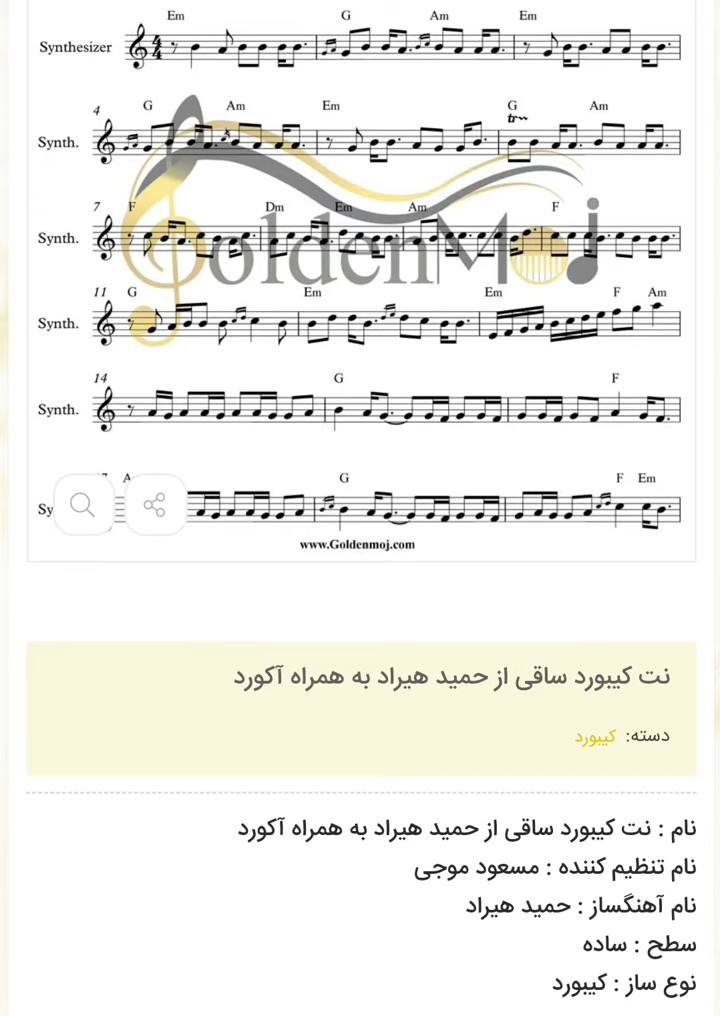 Em G Am Em
Synthesizer
4 G Am Em G Am
Synth.
7 F Dm Em Am F
Synth.
GoldenMoj
11 G Em Em F Am
Synth.
14 G F
Synth.
G F Em
www.Goldenmoj.com
نت کیبورد ساقی از حمید هیراد به همراه آکورد
دسته: کیبورد
نام : نت کیبورد ساقی از حمید هیراد به همراه آکورد
نام تنظیم کننده : مسعود موجی
نام آهنگساز : حمید هیراد
سطح : ساده
نوع ساز : کیبورد